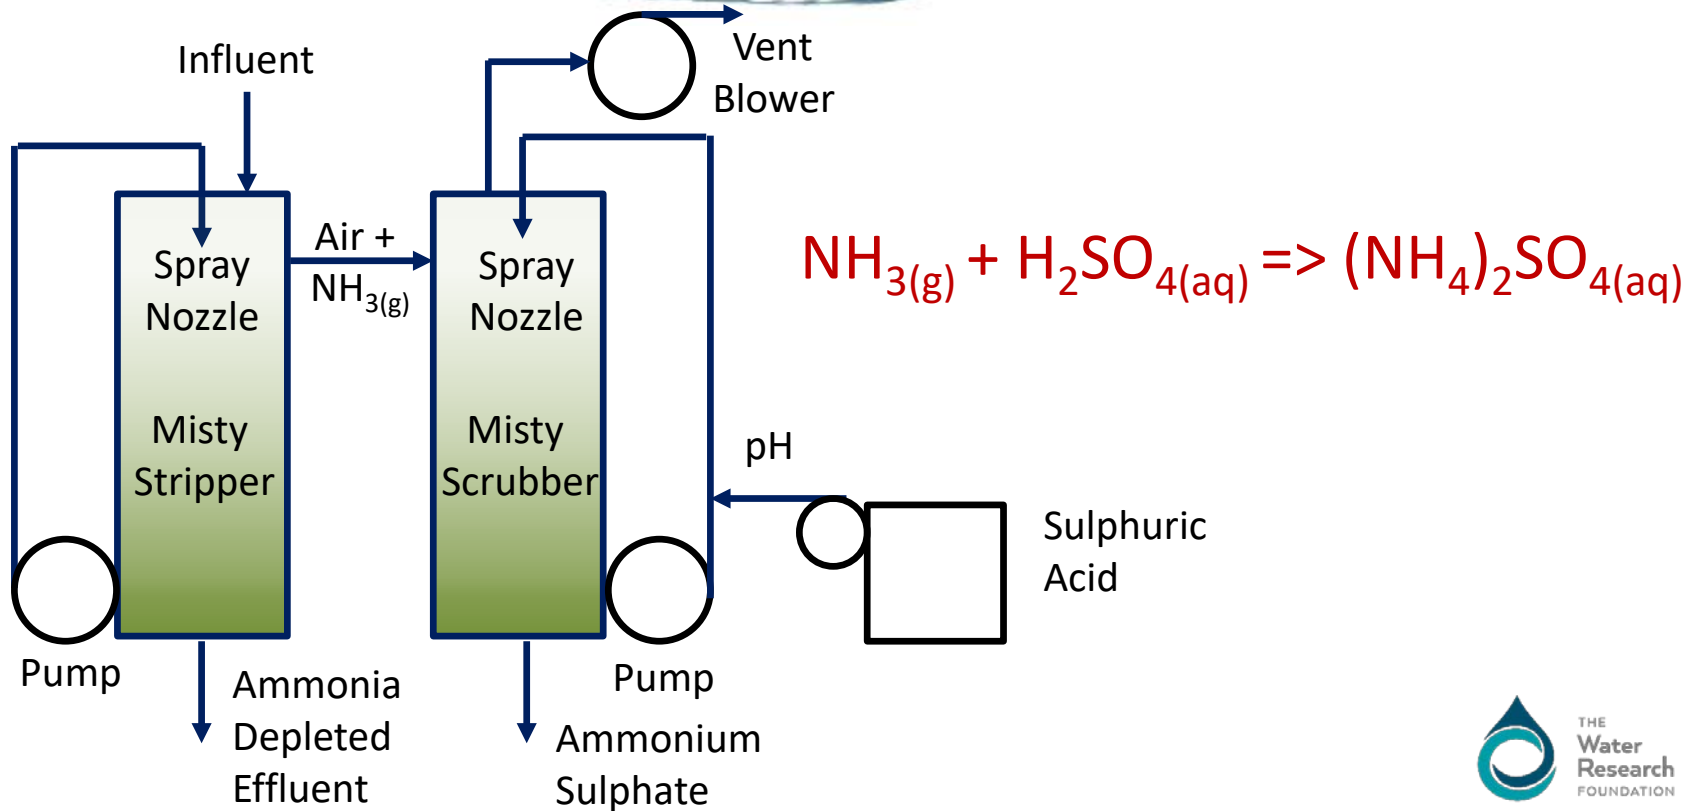 Influent
Vent
Blower
Spray
Nozzle
Air +
NH₃(g)
Spray
Nozzle
NH₃(g) + H₂SO₄(aq) => (NH₄)₂SO₄(aq)
Misty
Stripper
Misty
Scrubber
pH
Sulphuric
Acid
Pump
Pump
Ammonia
Depleted
Effluent
Ammonium
Sulphate
THE
Water
Research
FOUNDATION